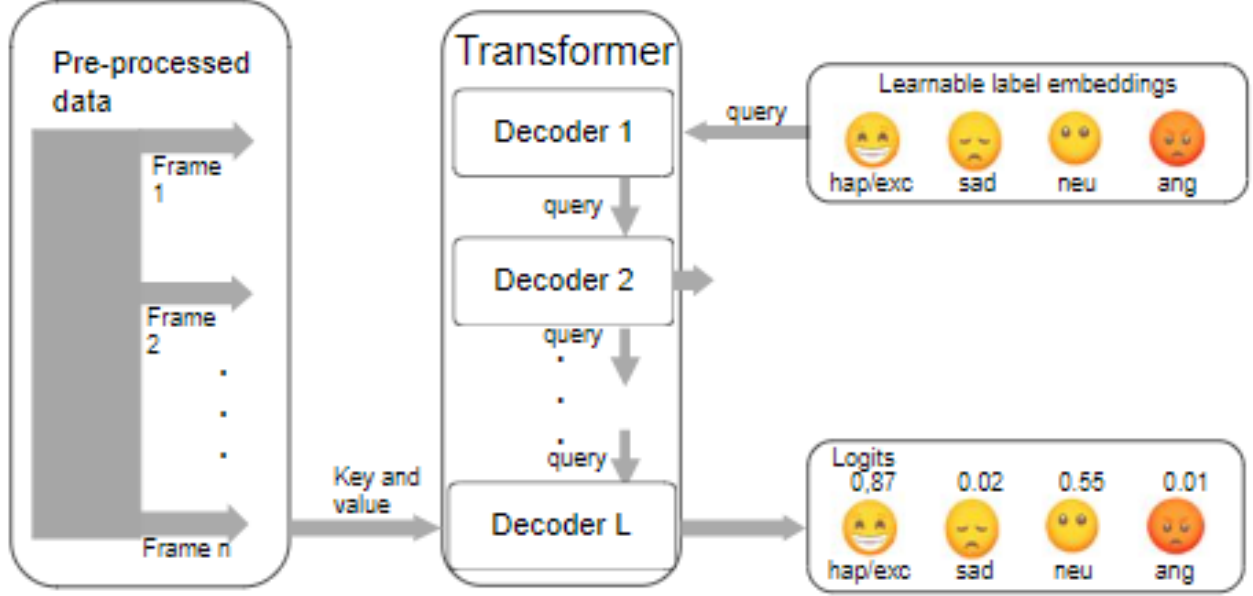 Pre-processed
data
Frame
1
Frame
2
.
.
.
Frame n
Key and
value
Transformer
Decoder 1
query
Decoder 2
query
.
.
.
query
Decoder L
query
Learnable label embeddings
hap/exc sad neu ang
Logits
0,87 0.02 0.55 0.01
hap/exc sad neu ang